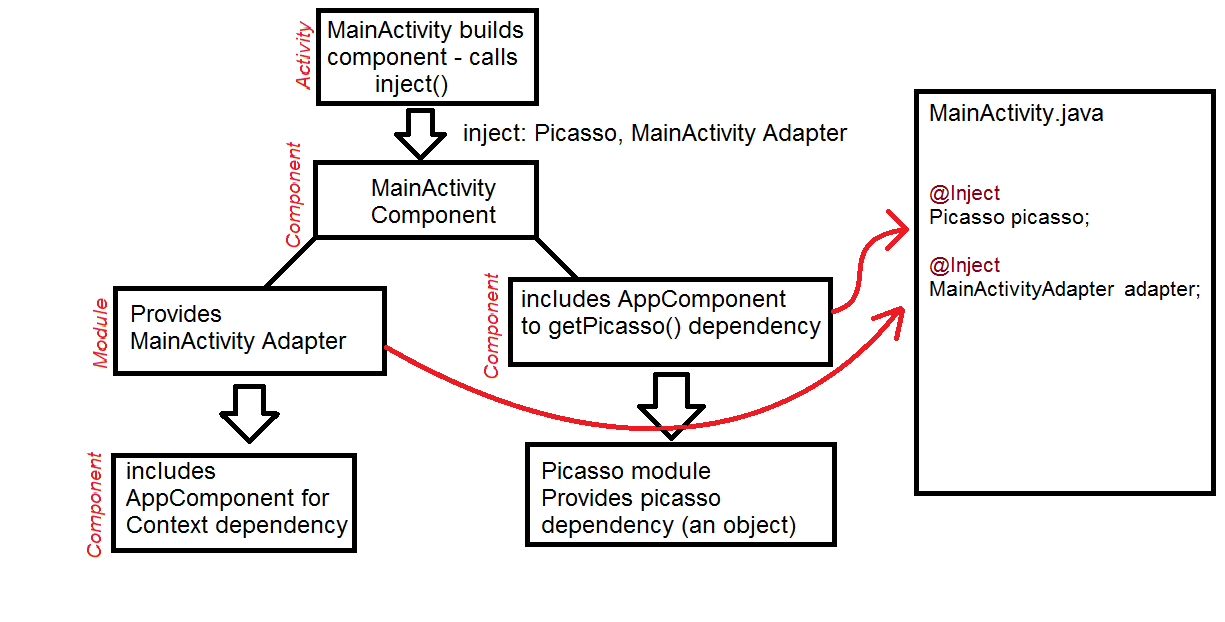 Activity
MainActivity builds
component - calls
inject()
inject: Picasso, MainActivity Adapter
Component
MainActivity
Component
Module
Provides
MainActivity Adapter
Component
includes AppComponent
to getPicasso() dependency
Component
includes
AppComponent for
Context dependency
Picasso module
Provides picasso
dependency (an object)
MainActivity.java
@Inject
Picasso picasso;
@Inject
MainActivityAdapter adapter;